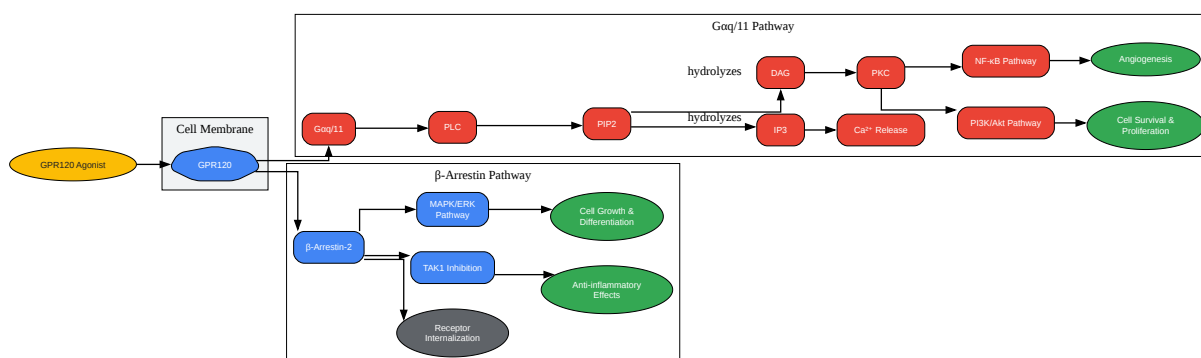 Gαq/11 Pathway
hydrolyzes
DAG
PKC
NF-κB Pathway
Angiogenesis
Cell Membrane
Gαq/11
PLC
PIP2
hydrolyzes
IP3
Ca²⁺ Release
PI3K/Akt Pathway
Cell Survival &
Proliferation
GPR120 Agonist
GPR120
β-Arrestin Pathway
MAPK/ERK
Pathway
Cell Growth &
Differentiation
β-Arrestin-2
TAK1 Inhibition
Anti-inflammatory
Effects
Receptor
Internalization